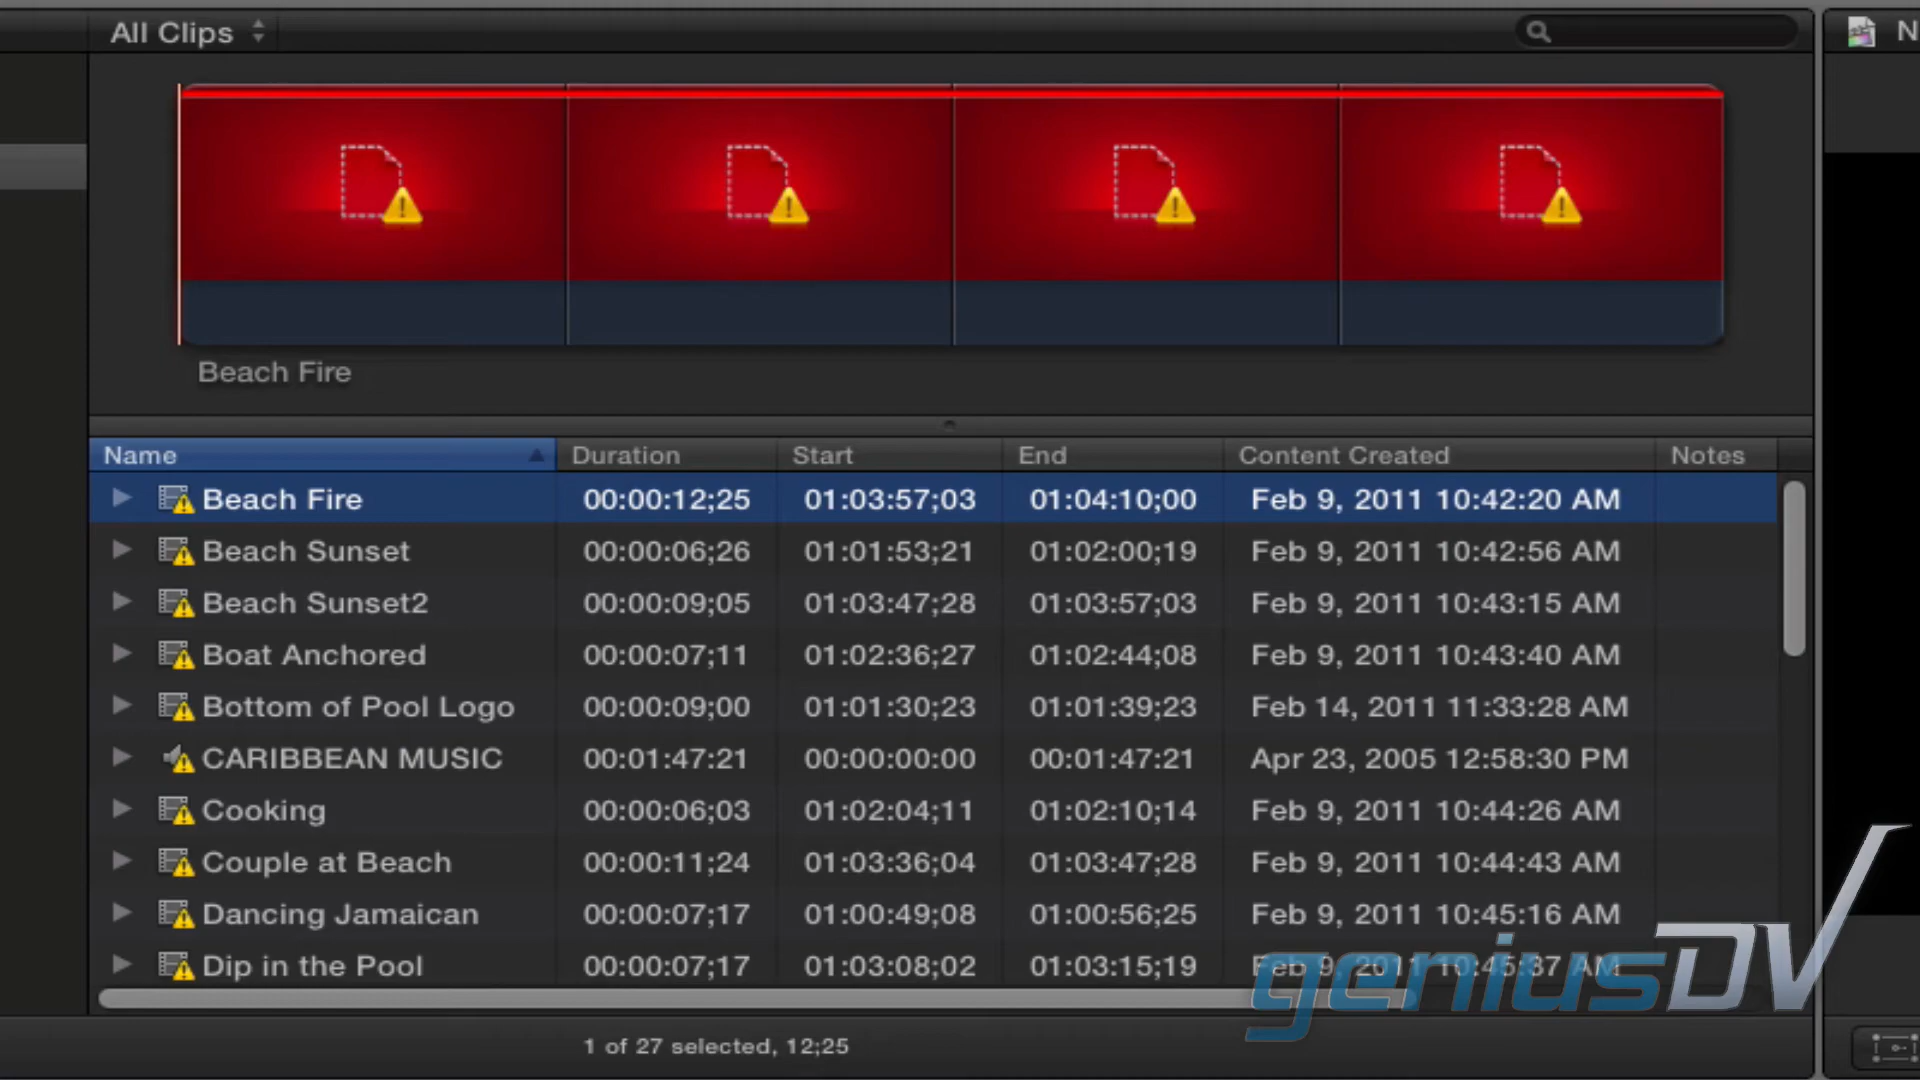 All Clips
N
Beach Fire
Name Duration Start End Content Created Notes
Beach Fire 00:00:12;25 01:03:57;03 01:04:10;00 Feb 9, 2011 10:42:20 AM
Beach Sunset 00:00:06;26 01:01:53;21 01:02:00;19 Feb 9, 2011 10:42:56 AM
Beach Sunset2 00:00:09;05 01:03:47;28 01:03:57;03 Feb 9, 2011 10:43:15 AM
Boat Anchored 00:00:07;11 01:02:36;27 01:02:44;08 Feb 9, 2011 10:43:40 AM
Bottom of Pool Logo 00:00:09;00 01:01:30;23 01:01:39;23 Feb 14, 2011 11:33:28 AM
CARIBBEAN MUSIC 00:01:47;21 00:00:00;00 00:01:47;21 Apr 23, 2005 12:58:30 PM
Cooking 00:00:06;03 01:02:04;11 01:02:10;14 Feb 9, 2011 10:44:26 AM
Couple at Beach 00:00:11;24 01:03:36;04 01:03:47;28 Feb 9, 2011 10:44:43 AM
Dancing Jamaican 00:00:07;17 01:00:49;08 01:00:56;25 Feb 9, 2011 10:45:16 AM
Dip in the Pool 00:00:07;17 01:03:08;02 01:03:15;19 Feb 9, 2011 10:45:37 AM
geniusDV
1 of 27 selected, 12;25